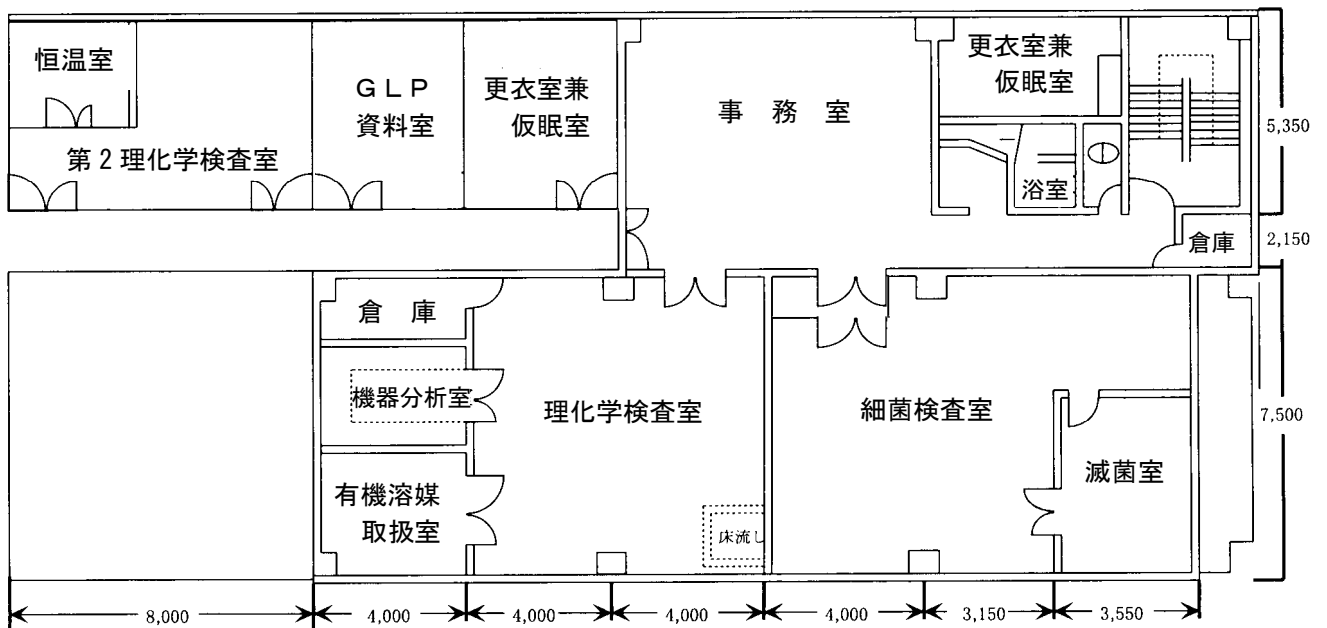 恒温室
GLP
資料室
更衣室兼
仮眠室
事 務 室
更衣室兼
仮眠室
第2理化学検査室
浴室
倉庫
5,350
2,150
倉 庫
機器分析室
理化学検査室
細菌検査室
滅菌室
有機溶媒
取扱室
床流し
7,500
8,000
4,000
4,000
4,000
4,000
3,150
3,550